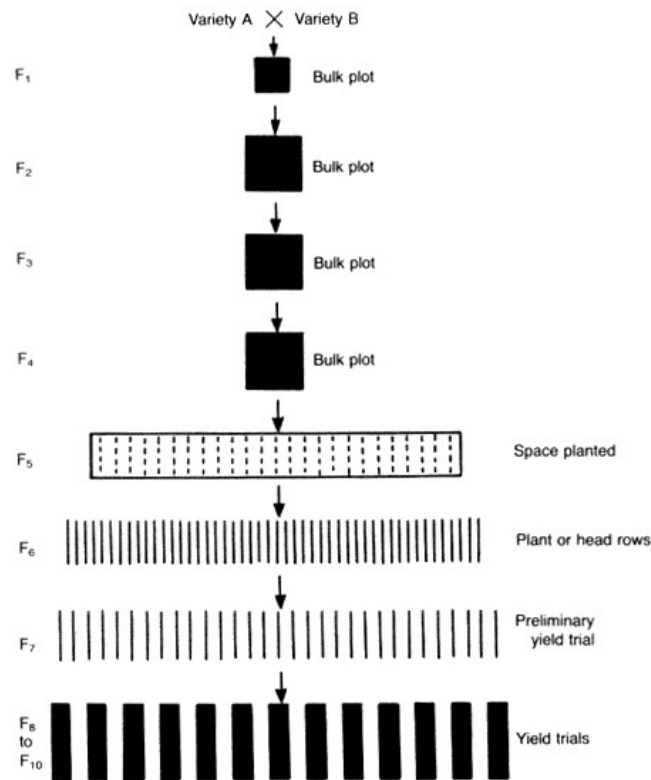 Variety A × Variety B
F₁ Bulk plot
F₂ Bulk plot
F₃ Bulk plot
F₄ Bulk plot
F₅ Space planted
F₆ Plant or head rows
F₇ Preliminary
yield trial
F₈
to
F₁₀
Yield trials